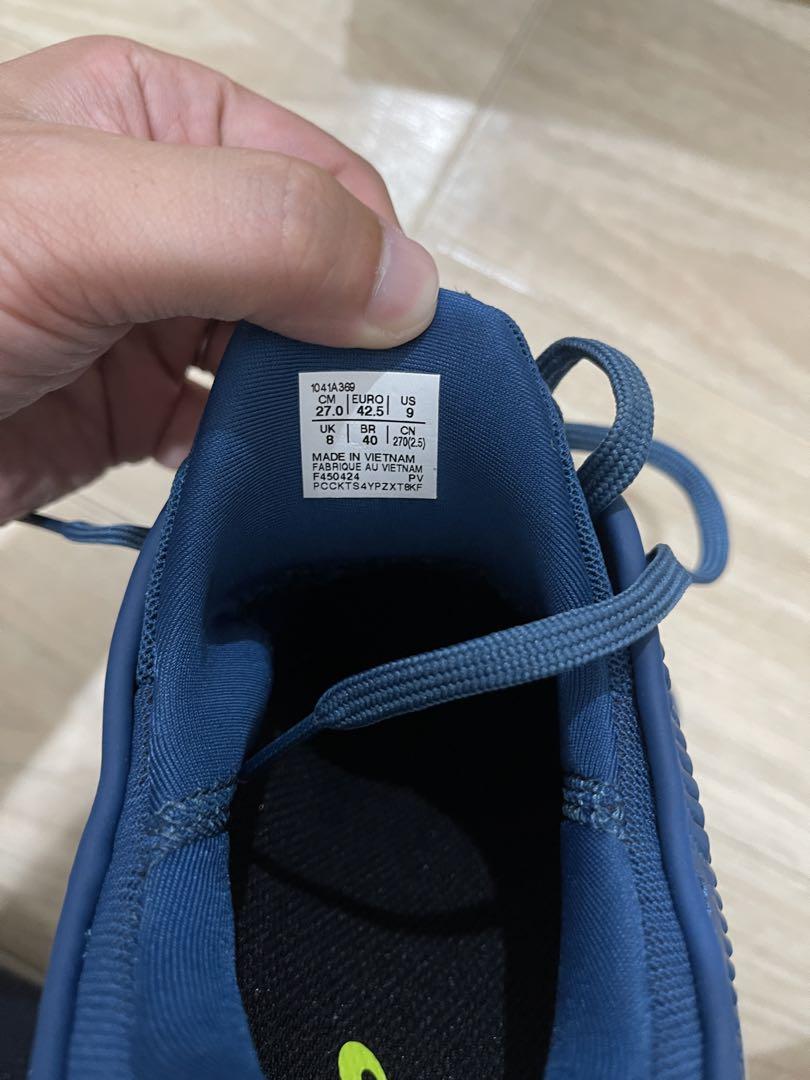 1041A369
CM EURO US
27.0 42.5 9
UK BR CN
8 40 270(2.5)
MADE IN VIETNAM
FABRIQUE AU VIETNAM
F450424 PV
PCCKTS4YPZXT8KF